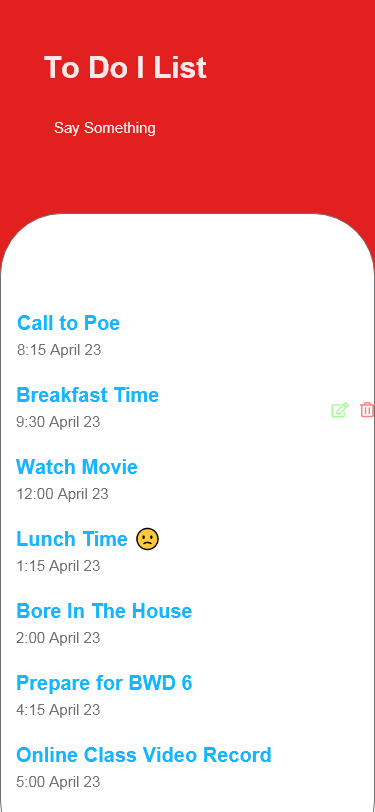 To Do I List
Say Something
Call to Poe
8:15 April 23
Breakfast Time
9:30 April 23
Watch Movie
12:00 April 23
Lunch Time
1:15 April 23
Bore In The House
2:00 April 23
Prepare for BWD 6
4:15 April 23
Online Class Video Record
5:00 April 23